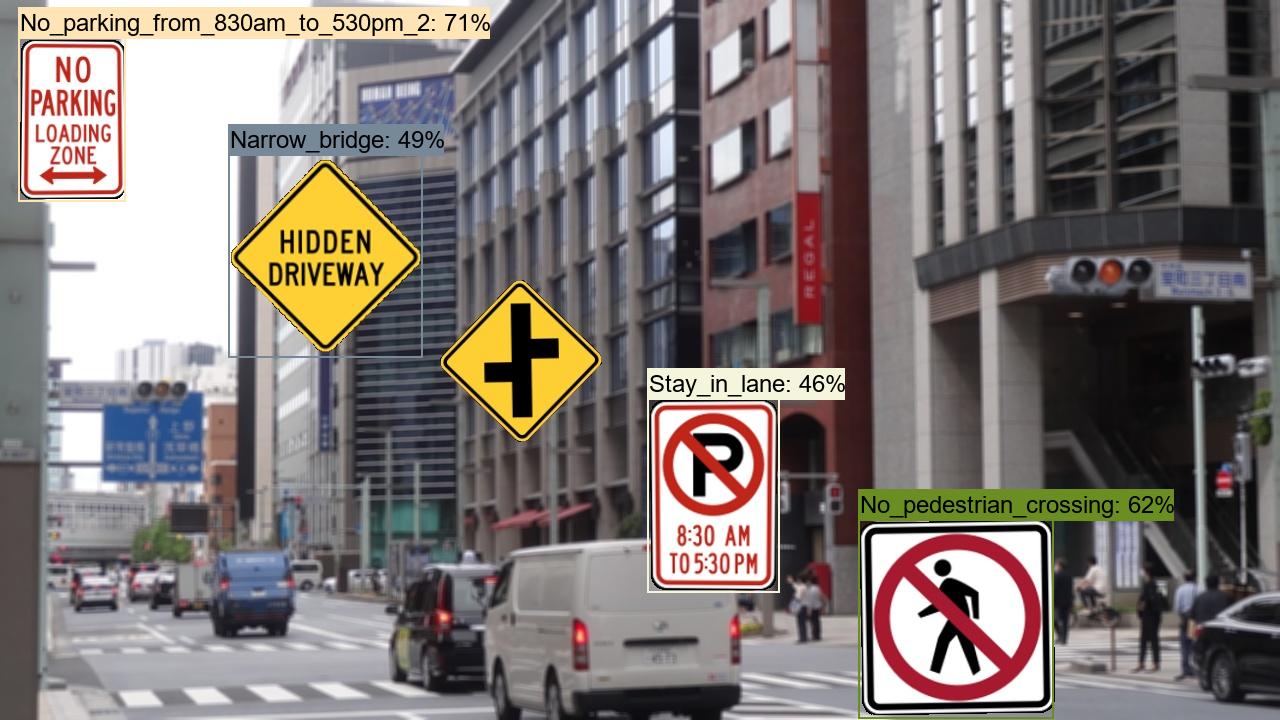 No_parking_from_830am_to_530pm_2: 71%
NO
PARKING
LOADING
ZONE
Narrow_bridge: 49%
HIDDEN
DRIVEWAY
REGAL
Stay_in_lane: 46%
P
8:30 AM
TO 5:30 PM
No_pedestrian_crossing: 62%